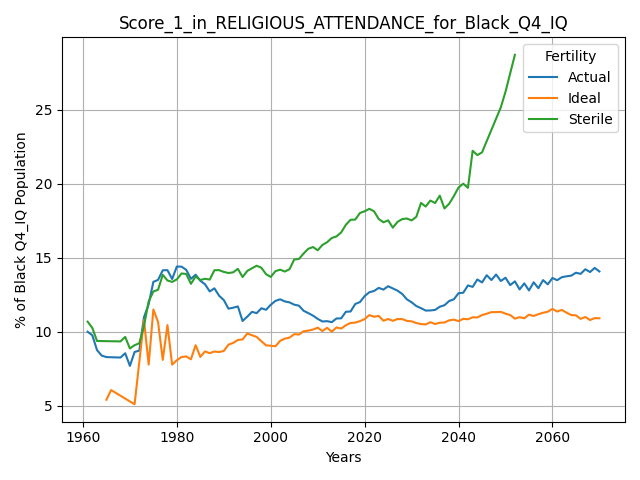 Score_1_in_RELIGIOUS_ATTENDANCE_for_Black_Q4_IQ
Fertility
Actual
Ideal
Sterile
% of Black Q4_IQ Population
25
20
15
10
5
1960 1980 2000 2020 2040 2060
Years